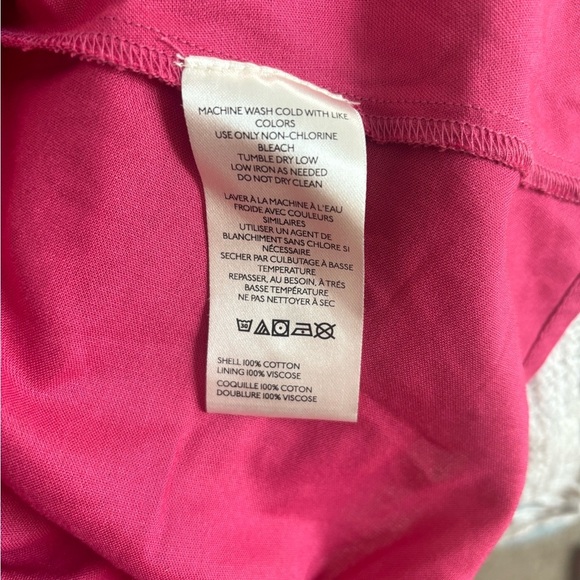 MACHINE WASH COLD WITH LIKE
COLORS
USE ONLY NON-CHLORINE
BLEACH
TUMBLE DRY LOW
LOW IRON AS NEEDED
DO NOT DRY CLEAN
LAVER À LA MACHINE À L'EAU
FROIDE AVEC COULEURS
SIMILAIRES
UTILISER UN AGENT DE
BLANCHIMENT SANS CHLORE SI
NÉCESSAIRE
SECHER PAR CULBUTAGE À BASSE
TEMPERATURE
REPASSER, AU BESOIN, À TRÉS
BASSE TEMPÉRATURE
NE PAS NETTOYER À SEC
30
SHELL 100% COTTON
LINING 100% VISCOSE
COQUILLE 100% COTON
DOUBLURE 100% VISCOSE